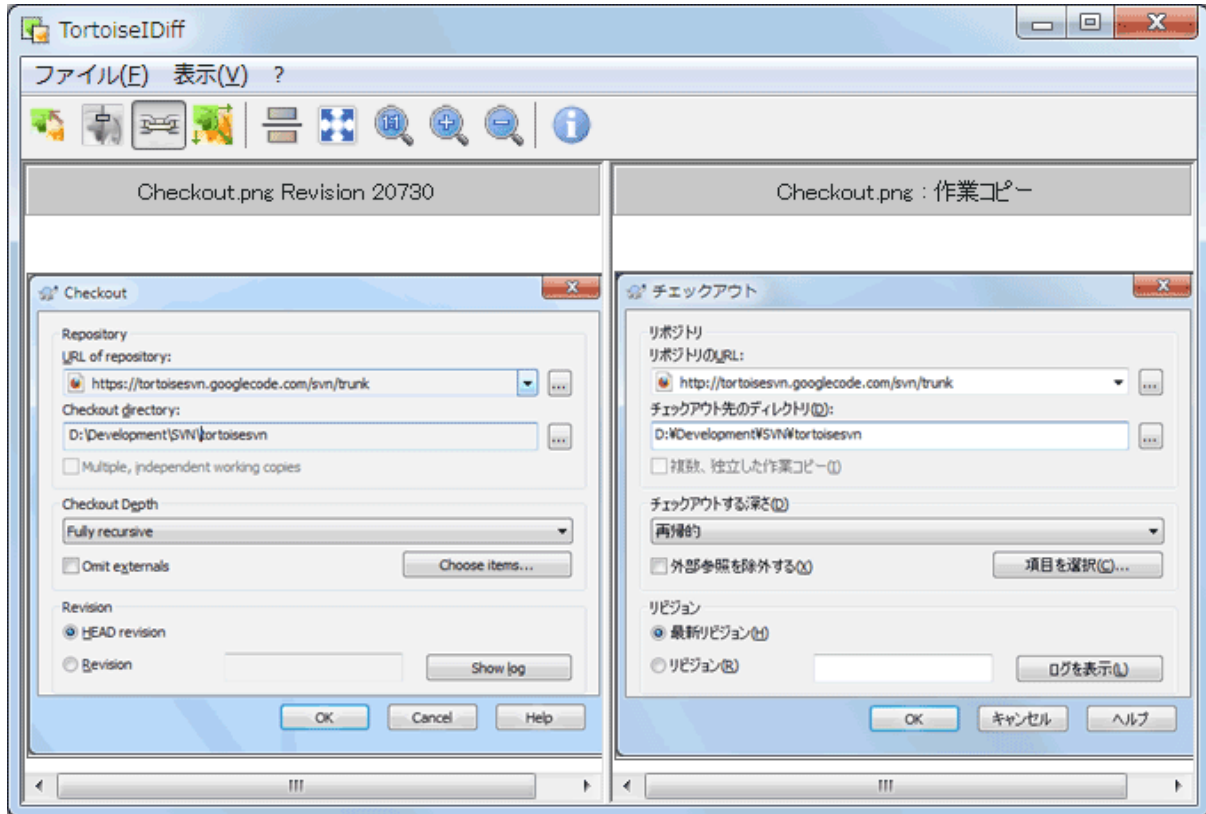 TortoiseIDiff
ファイル(F) 表示(V) ?
Checkout.png Revision 20730
Checkout
Repository
URL of repository:
https://tortoisesvn.googlecode.com/svn/trunk
...
Checkout directory:
D:\Development\SVN\tortoisesvn
...
Multiple, independent working copies
Checkout Depth
Fully recursive
Omit externals
Choose items...
Revision
HEAD revision
Revision
Show log
OK Cancel Help
Checkout.png : 作業コピー
チェックアウト
リポジトリ
リポジトリのURL:
http://tortoisesvn.googlecode.com/svn/trunk
...
チェックアウト先のディレクトリ(D):
D:¥Development¥SVN¥tortoisesvn
...
複数、独立した作業コピー(I)
チェックアウトする深さ(D)
再帰的
外部参照を除外する(X)
項目を選択(C)...
リビジョン
最新リビジョン(H)
リビジョン(R)
ログを表示(L)
OK キャンセル ヘルプ